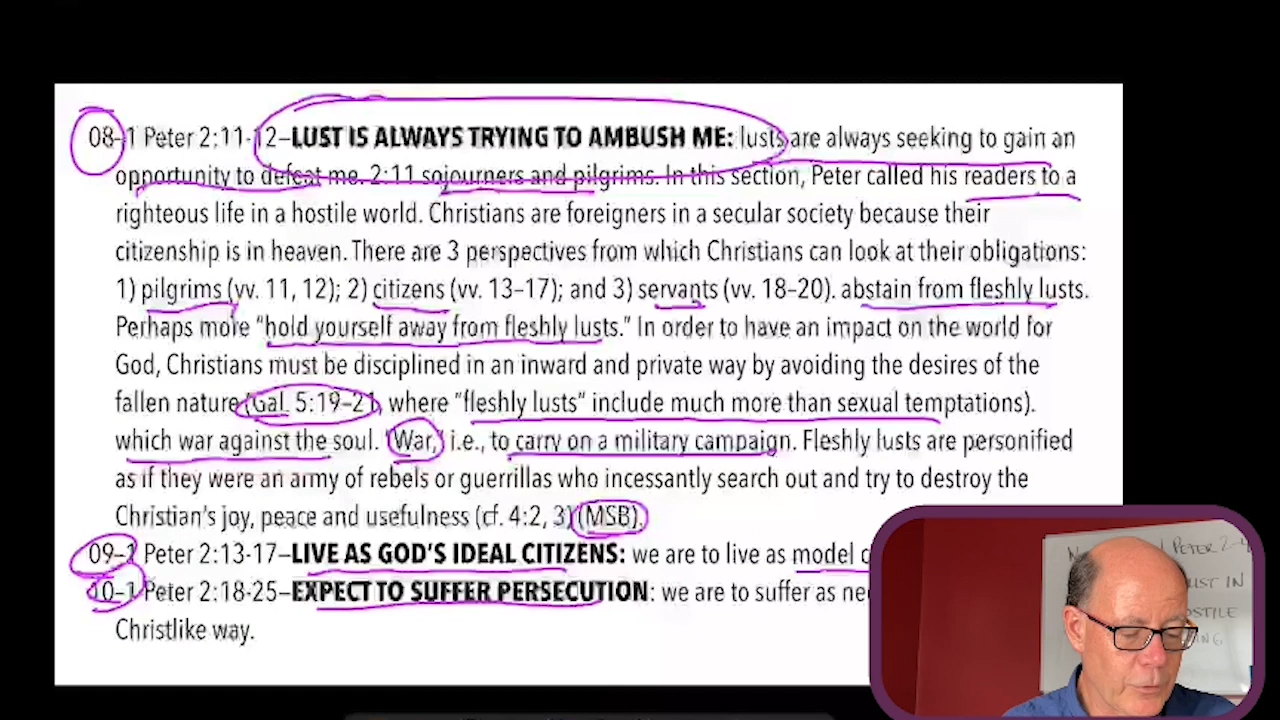 08–1 Peter 2:11-12–LUST IS ALWAYS TRYING TO AMBUSH ME: lusts are always seeking to gain an
opportunity to defeat me. 2:11 sojourners and pilgrims. In this section, Peter called his readers to a
righteous life in a hostile world. Christians are foreigners in a secular society because their
citizenship is in heaven. There are 3 perspectives from which Christians can look at their obligations:
1) pilgrims (vv. 11, 12); 2) citizens (vv. 13–17); and 3) servants (vv. 18–20). abstain from fleshly lusts.
Perhaps more “hold yourself away from fleshly lusts.” In order to have an impact on the world for
God, Christians must be disciplined in an inward and private way by avoiding the desires of the
fallen nature (Gal. 5:19–21, where “fleshly lusts” include much more than sexual temptations).
which war against the soul. “War,” i.e., to carry on a military campaign. Fleshly lusts are personified
as if they were an army of rebels or guerrillas who incessantly search out and try to destroy the
Christian’s joy, peace and usefulness (cf. 4:2, 3) (MSB).
09–1 Peter 2:13-17–LIVE AS GOD’S IDEAL CITIZENS: we are to live as model
10–1 Peter 2:18-25–EXPECT TO SUFFER PERSECUTION: we are to suffer as
Christlike way.
PETER 2-
IN